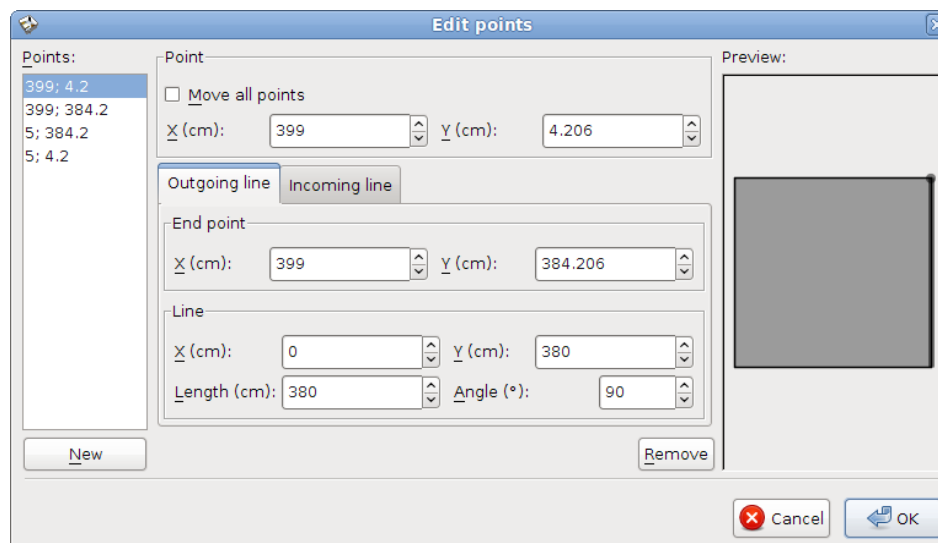 Edit points
Points:
399; 4.2
399; 384.2
5; 384.2
5; 4.2
New
Point
Move all points
X (cm): 399 Y (cm): 4.206
Outgoing line Incoming line
End point
X (cm): 399 Y (cm): 384.206
Line
X (cm): 0 Y (cm): 380
Length (cm): 380 Angle (°): 90
Remove
Preview:
Cancel OK